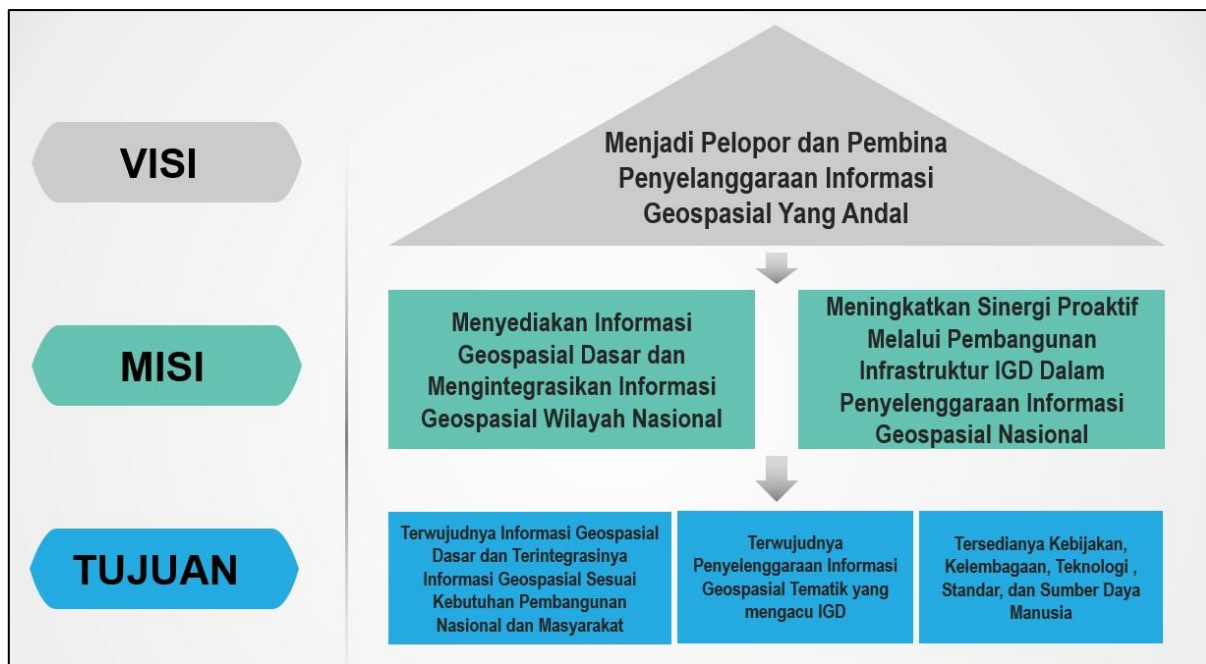 VISI
Menjadi Pelopor dan Pembina
Penyelanggaraan Informasi
Geospasial Yang Andal
MISI
Menyediakan Informasi
Geospasial Dasar dan
Mengintegrasikan Informasi
Geospasial Wilayah Nasional
Meningkatkan Sinergi Proaktif
Melalui Pembangunan
Infrastruktur IGD Dalam
Penyelenggaraan Informasi
Geospasial Nasional
TUJUAN
Terwujudnya Informasi Geospasial
Dasar dan Terintegrasinya
Informasi Geospasial Sesuai
Kebutuhan Pembangunan
Nasional dan Masyarakat
Terwujudnya
Penyelenggaraan Informasi
Geospasial Tematik yang
mengacu IGD
Tersedianya Kebijakan,
Kelembagaan, Teknologi ,
Standar, dan Sumber Daya
Manusia